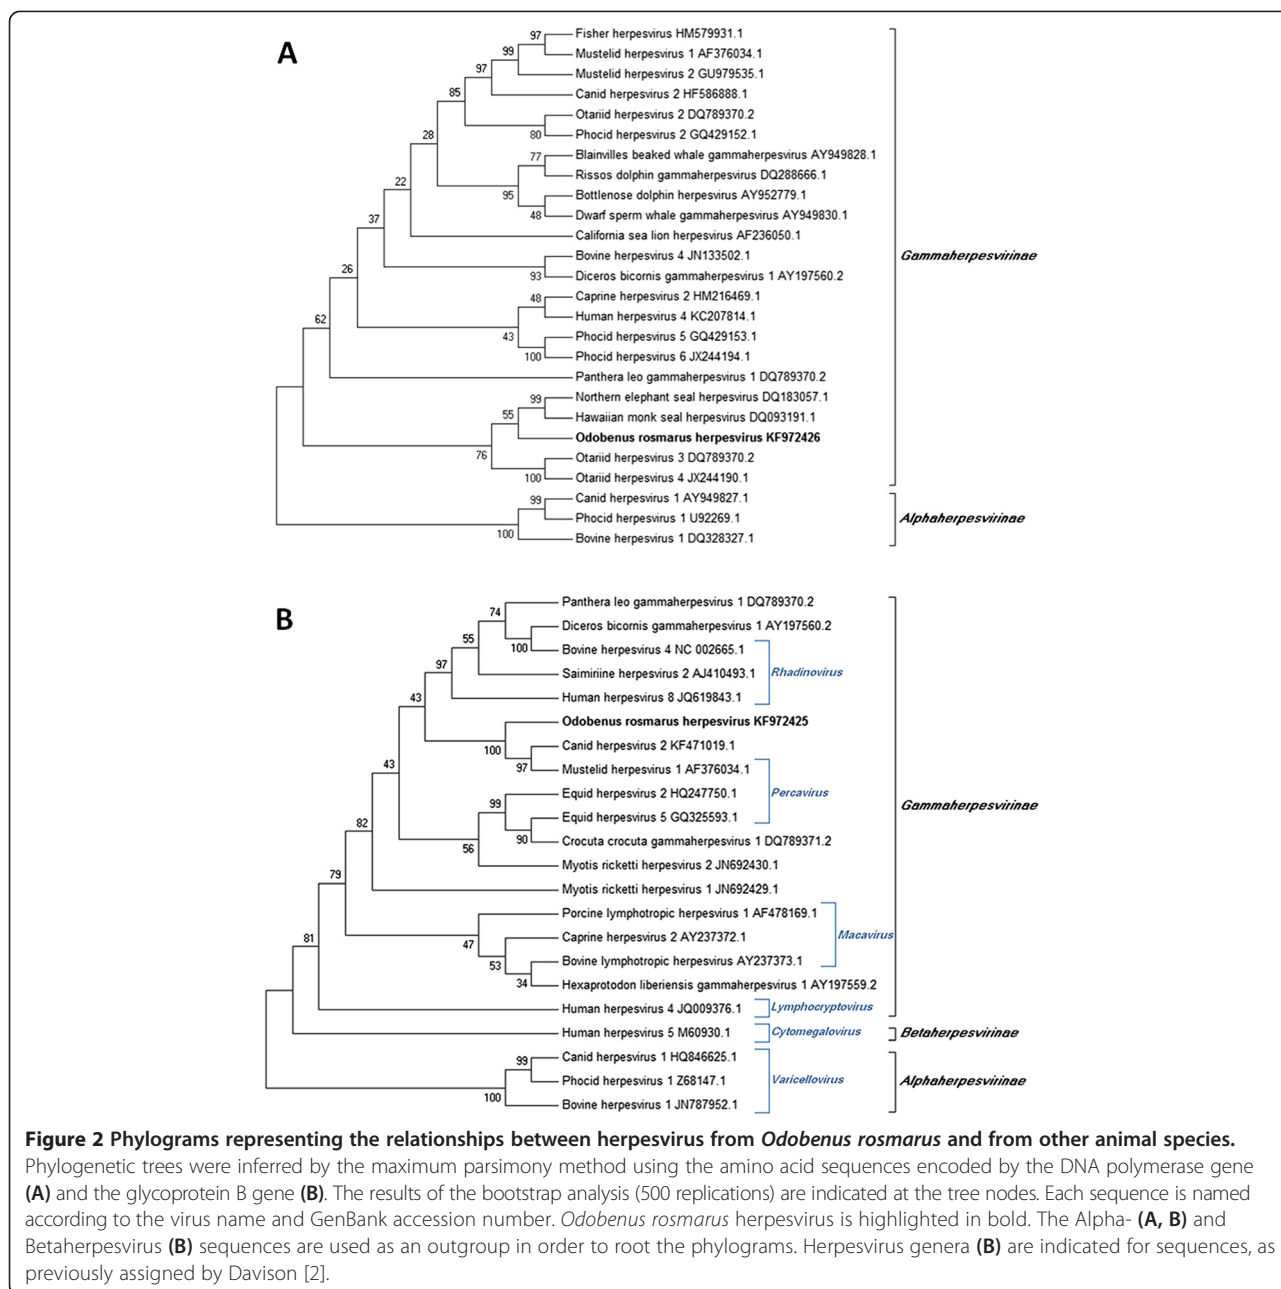 A
97
Fisher herpesvirus HM579931.1
99
Mustelid herpesvirus 1 AF376034.1
97
Mustelid herpesvirus 2 GU979535.1
85
Canid herpesvirus 2 HF586888.1
Otariid herpesvirus 2 DQ789370.2
28
80
Phocid herpesvirus 2 GQ429152.1
77
Blainvilles beaked whale gammaherpesvirus AY949828.1
22
Rissos dolphin gammaherpesvirus DQ288666.1
95
Bottlenose dolphin herpesvirus AY952779.1
37
48
Dwarf sperm whale gammaherpesvirus AY949830.1
California sea lion herpesvirus AF236050.1
Gammaherpesvirinae
26
Bovine herpesvirus 4 JN133502.1
93
Diceros bicornis gammaherpesvirus 1 AY197560.2
62
48
Caprine herpesvirus 2 HM216469.1
Human herpesvirus 4 KC207814.1
43
Phocid herpesvirus 5 GQ429153.1
100
Phocid herpesvirus 6 JX244194.1
Panthera leo gammaherpesvirus 1 DQ789370.2
99
Northern elephant seal herpesvirus DQ183057.1
55
Hawaiian monk seal herpesvirus DQ093191.1
Odobenus rosmarus herpesvirus KF972426
76
Otariid herpesvirus 3 DQ789370.2
100
Otariid herpesvirus 4 JX244190.1
99
Canid herpesvirus 1 AY949827.1
Phocid herpesvirus 1 U92269.1
Alphaherpesvirinae
100
Bovine herpesvirus 1 DQ328327.1
B
74
Panthera leo gammaherpesvirus 1 DQ789370.2
55
Diceros bicornis gammaherpesvirus 1 AY197560.2
100
Bovine herpesvirus 4 NC 002665.1
97
Saimiriine herpesvirus 2 AJ410493.1
Rhadinovirus
43
Human herpesvirus 8 JQ619843.1
Odobenus rosmarus herpesvirus KF972425
100
Canid herpesvirus 2 KF471019.1
43
97
Mustelid herpesvirus 1 AF376034.1
Percavirus
99
Equid herpesvirus 2 HQ247750.1
Gammaherpesvirinae
82
Equid herpesvirus 5 GQ325593.1
90
Crocuta crocuta gammaherpesvirus 1 DQ789371.2
56
Myotis ricketti herpesvirus 2 JN692430.1
79
Myotis ricketti herpesvirus 1 JN692429.1
Porcine lymphotropic herpesvirus 1 AF478169.1
81
47
Caprine herpesvirus 2 AY237372.1
Macavirus
53
Bovine lymphotropic herpesvirus AY237373.1
34
Hexaprotodon liberiensis gammaherpesvirus 1 AY197559.2
Human herpesvirus 4 JQ009376.1
Lymphocryptovirus
Human herpesvirus 5 M60930.1
Cytomegalovirus
Betaherpesvirinae
99
Canid herpesvirus 1 HQ846625.1
Phocid herpesvirus 1 Z68147.1
Varicellovirus
Alphaherpesvirinae
100
Bovine herpesvirus 1 JN787952.1
Figure 2 Phylograms representing the relationships between herpesvirus from Odobenus rosmarus and from other animal species.
Phylogenetic trees were inferred by the maximum parsimony method using the amino acid sequences encoded by the DNA polymerase gene
(A) and the glycoprotein B gene (B). The results of the bootstrap analysis (500 replications) are indicated at the tree nodes. Each sequence is named
according to the virus name and GenBank accession number. Odobenus rosmarus herpesvirus is highlighted in bold. The Alpha- (A, B) and
Betaherpesvirus (B) sequences are used as an outgroup in order to root the phylograms. Herpesvirus genera (B) are indicated for sequences, as
previously assigned by Davison [2].